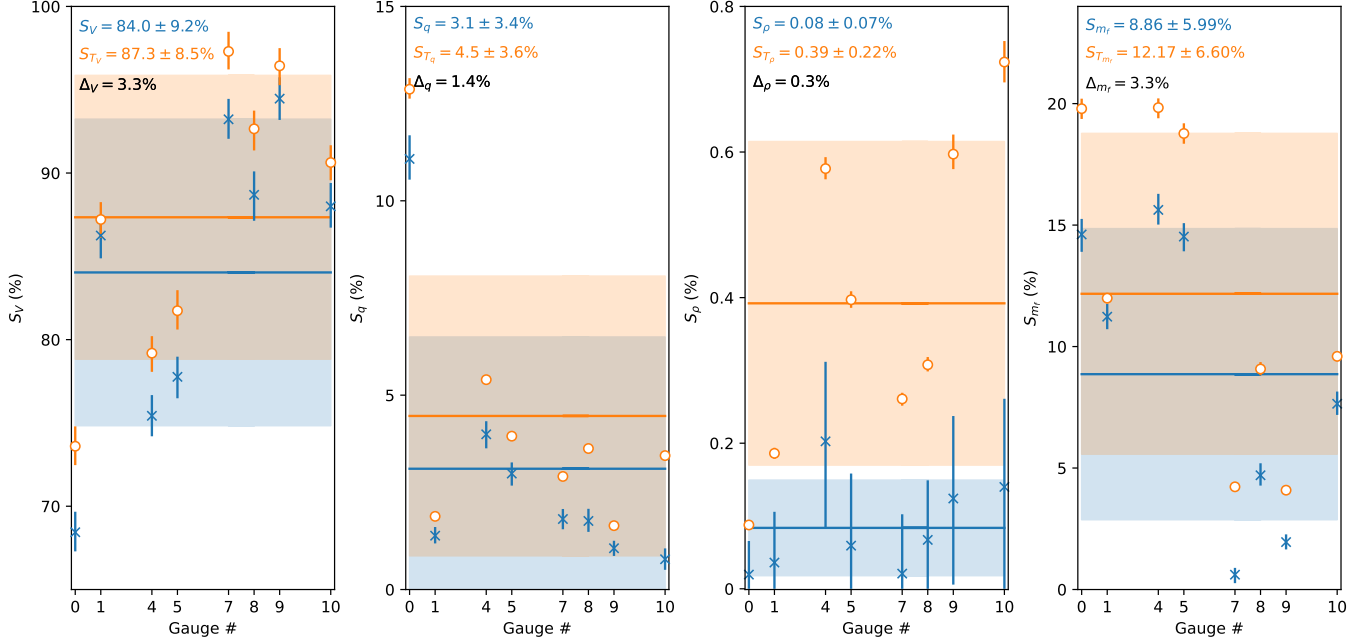 S_V = 84.0 ± 9.2%
S_{T_V} = 87.3 ± 8.5%
Δ_V = 3.3%
100
90
80
70
S_V (%)
0 1 4 5 7 8 9 10
Gauge #
S_q = 3.1 ± 3.4%
S_{T_q} = 4.5 ± 3.6%
Δ_q = 1.4%
15
10
5
0
S_q (%)
0 1 4 5 7 8 9 10
Gauge #
S_ρ = 0.08 ± 0.07%
S_{T_ρ} = 0.39 ± 0.22%
Δ_ρ = 0.3%
0.8
0.6
0.4
0.2
0
S_ρ (%)
0 1 4 5 7 8 9 10
Gauge #
S_{m_f} = 8.86 ± 5.99%
S_{T_{m_f}} = 12.17 ± 6.60%
Δ_{m_f} = 3.3%
20
15
10
5
0
S_{m_f} (%)
0 1 4 5 7 8 9 10
Gauge #